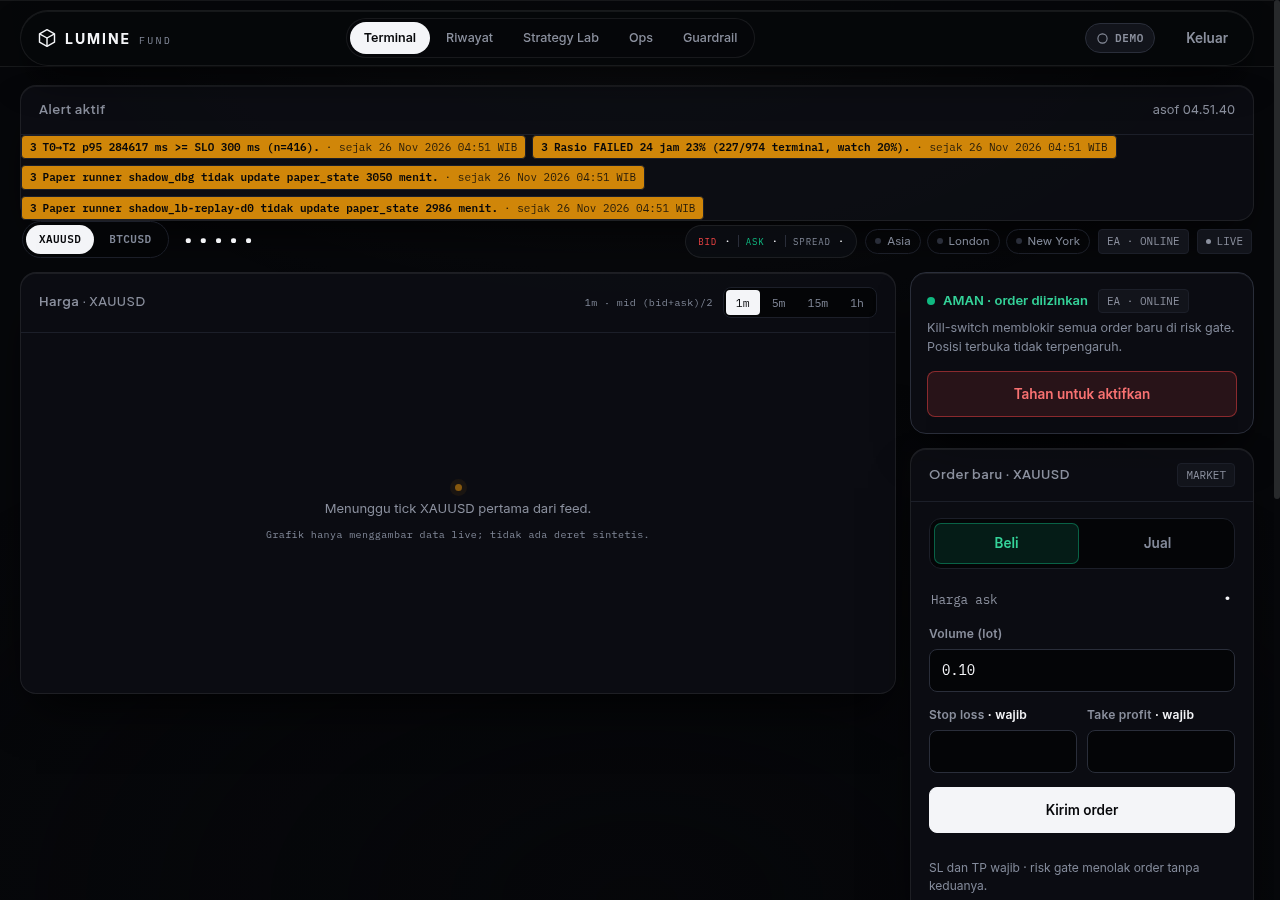 LUMINE FUND
Terminal Riwayat Strategy Lab Ops Guardrail
DEMO Keluar
Alert aktif asof 04.51.40
3 T0→T2 p95 284617 ms >= SLO 300 ms (n=416). · sejak 26 Nov 2026 04:51 WIB 3 Rasio FAILED 24 jam 23% (227/974 terminal, watch 20%). · sejak 26 Nov 2026 04:51 WIB
3 Paper runner shadow_dbg tidak update paper_state 3050 menit. · sejak 26 Nov 2026 04:51 WIB
3 Paper runner shadow_lb-replay-d0 tidak update paper_state 2986 menit. · sejak 26 Nov 2026 04:51 WIB
XAUUSD BTCUSD ••••• BID · ASK · SPREAD · Asia London New York EA · ONLINE LIVE
Harga · XAUUSD 1m · mid (bid+ask)/2 1m 5m 15m 1h
AMAN · order diizinkan EA · ONLINE
Kill-switch memblokir semua order baru di risk gate.
Posisi terbuka tidak terpengaruh.
Tahan untuk aktifkan
Menunggu tick XAUUSD pertama dari feed.
Grafik hanya menggambar data live; tidak ada deret sintetis.
Order baru · XAUUSD MARKET
Beli Jual
Harga ask •
Volume (lot)
0.10
Stop loss · wajib Take profit · wajib
Kirim order
SL dan TP wajib · risk gate menolak order tanpa
keduanya.